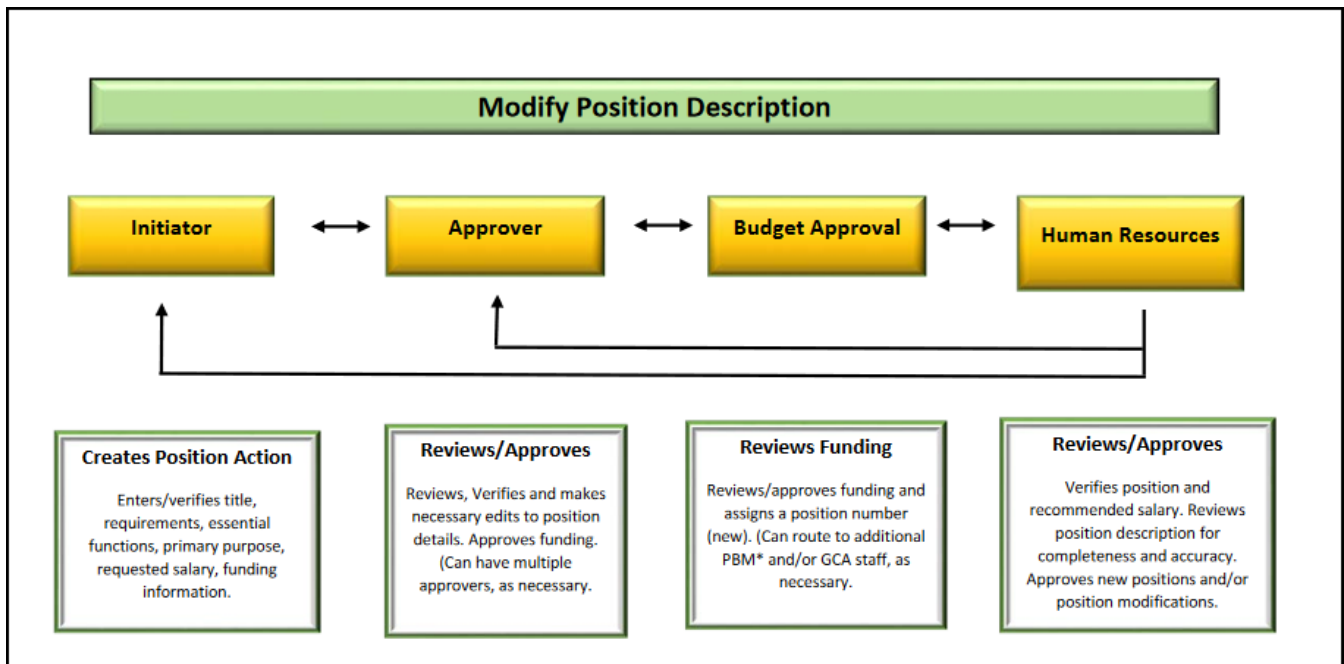 Modify Position Description
Initiator
Approver
Budget Approval
Human Resources
Creates Position Action
Enters/verifies title,
requirements, essential
functions, primary purpose,
requested salary, funding
information.
Reviews/Approves
Reviews, Verifies and makes
necessary edits to position
details. Approves funding.
(Can have multiple
approvers, as necessary.
Reviews Funding
Reviews/approves funding and
assigns a position number
(new). (Can route to additional
PBM* and/or GCA staff, as
necessary.
Reviews/Approves
Verifies position and
recommended salary. Reviews
position description for
completeness and accuracy.
Approves new positions and/or
position modifications.